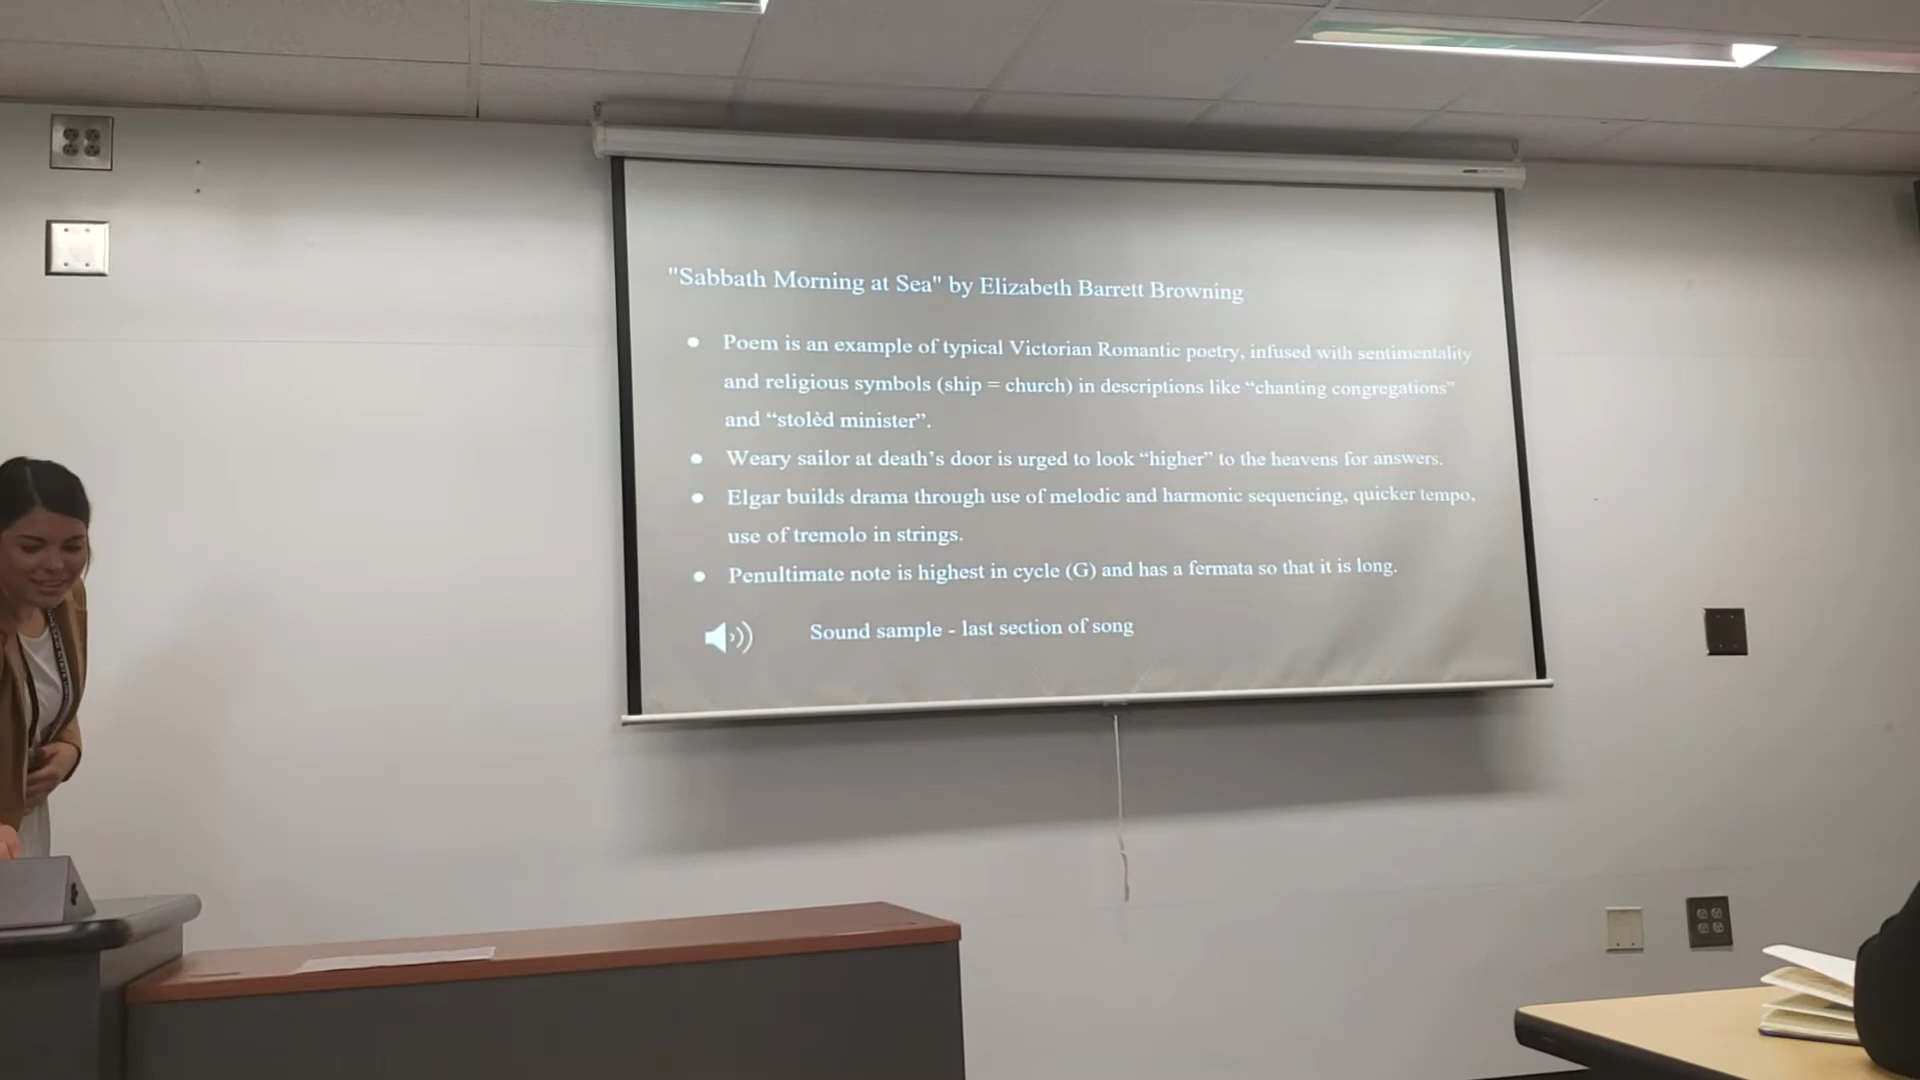 "Sabbath Morning at Sea" by Elizabeth Barrett Browning
● Poem is an example of typical Victorian Romantic poetry, infused with sentimentality
and religious symbols (ship = church) in descriptions like “chanting congregations”
and “stolèd minister”.
● Weary sailor at death’s door is urged to look “higher” to the heavens for answers.
● Elgar builds drama through use of melodic and harmonic sequencing, quicker tempo,
use of tremolo in strings.
● Penultimate note is highest in cycle (G) and has a fermata so that it is long.
Sound sample - last section of song